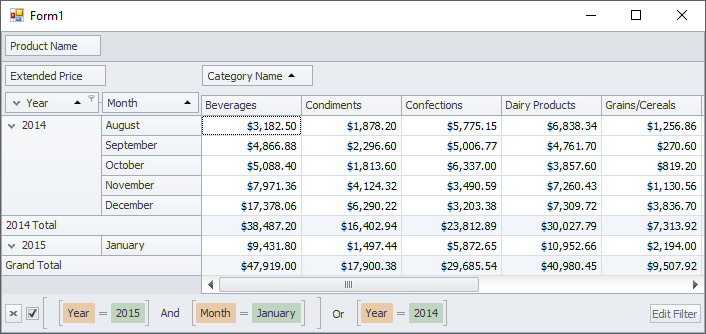 Form1
Product Name
Extended Price Category Name
Year Month Beverages Condiments Confections Dairy Products Grains/Cereals
2014 August $3,182.50 $1,878.20 $5,775.15 $6,838.34 $1,256.86
September $4,866.88 $2,296.60 $5,006.77 $4,761.70 $270.60
October $5,088.40 $1,813.60 $6,337.00 $3,857.60 $819.20
November $7,971.36 $4,124.32 $3,490.59 $7,260.43 $1,130.56
December $17,378.06 $6,290.22 $3,203.38 $7,309.72 $3,836.70
2014 Total $38,487.20 $16,402.94 $23,812.89 $30,027.79 $7,313.92
2015 January $9,431.80 $1,497.44 $5,872.65 $10,952.66 $2,194.00
Grand Total $47,919.00 $17,900.38 $29,685.54 $40,980.45 $9,507.92
Year = 2015 And Month = January Or Year = 2014 Edit Filter